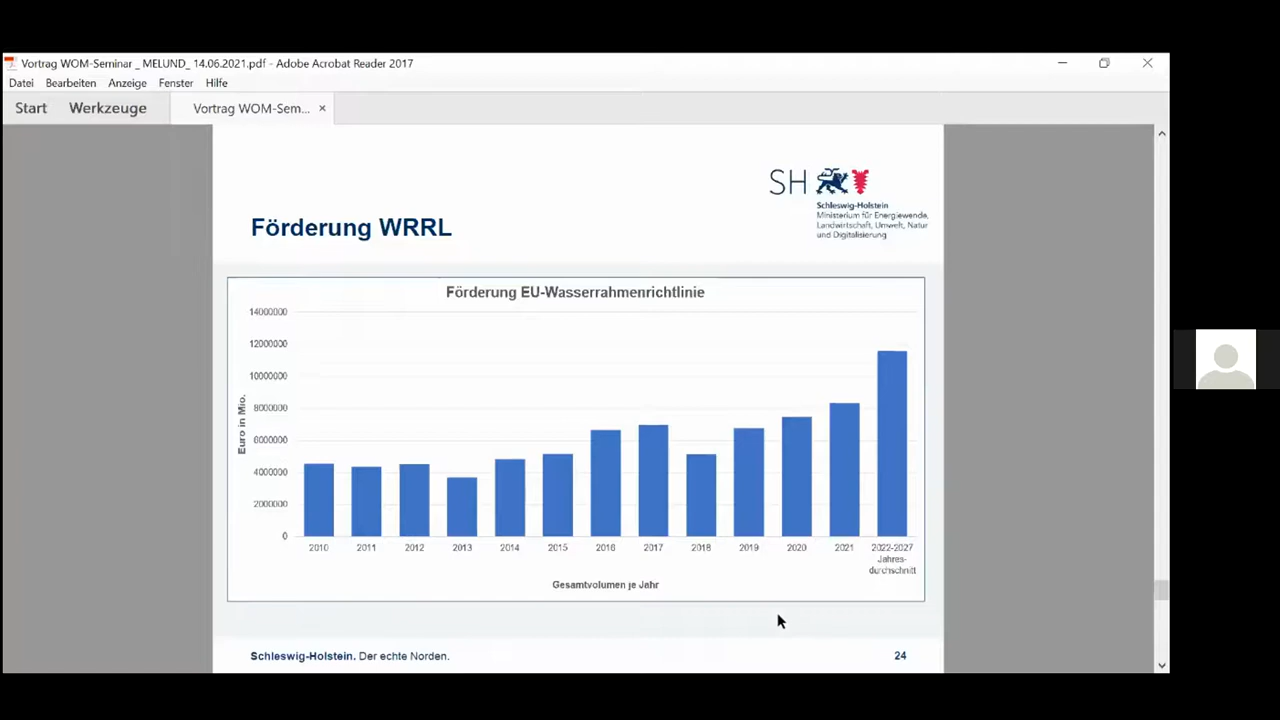 Vortrag WOM-Seminar _ MELUND_ 14.06.2021.pdf - Adobe Acrobat Reader 2017
Datei Bearbeiten Anzeige Fenster Hilfe
Start Werkzeuge Vortrag WOM-Sem... ×
SH
Schleswig-Holstein
Ministerium für Energiewende,
Landwirtschaft, Umwelt, Natur
und Digitalisierung
Förderung WRRL
Förderung EU-Wasserrahmenrichtlinie
14000000
12000000
10000000
8000000
6000000
4000000
2000000
0
Euro in Mio.
2010 2011 2012 2013 2014 2015 2016 2017 2018 2019 2020 2021 2022-2027
Jahres-
durchschnitt
Gesamtvolumen je Jahr
Schleswig-Holstein. Der echte Norden. 24